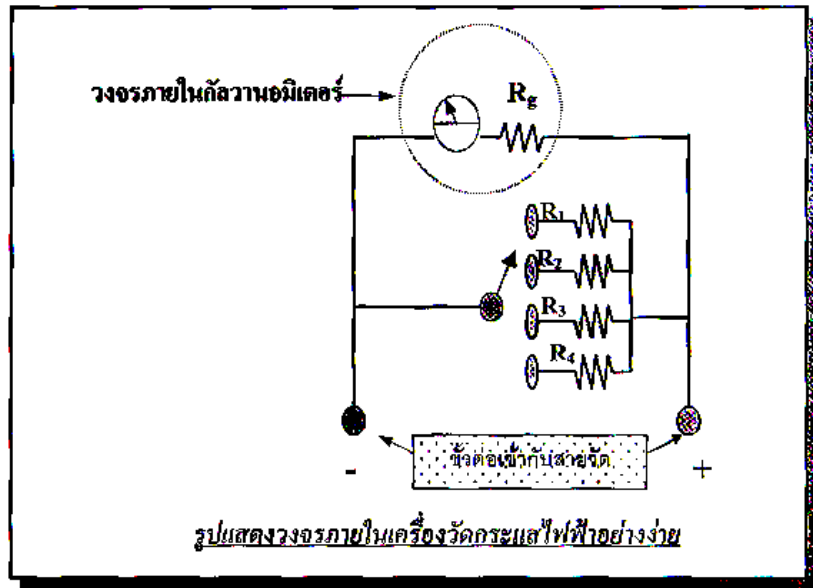 วงจรภายในกัลวานอมิเตอร์
Rg
R1
R2
R3
R4
ขั้วต่อเข้ากับสายวัด
- +
รูปแสดงวงจรภายในเครื่องวัดกระแสไฟฟ้าอย่างง่าย